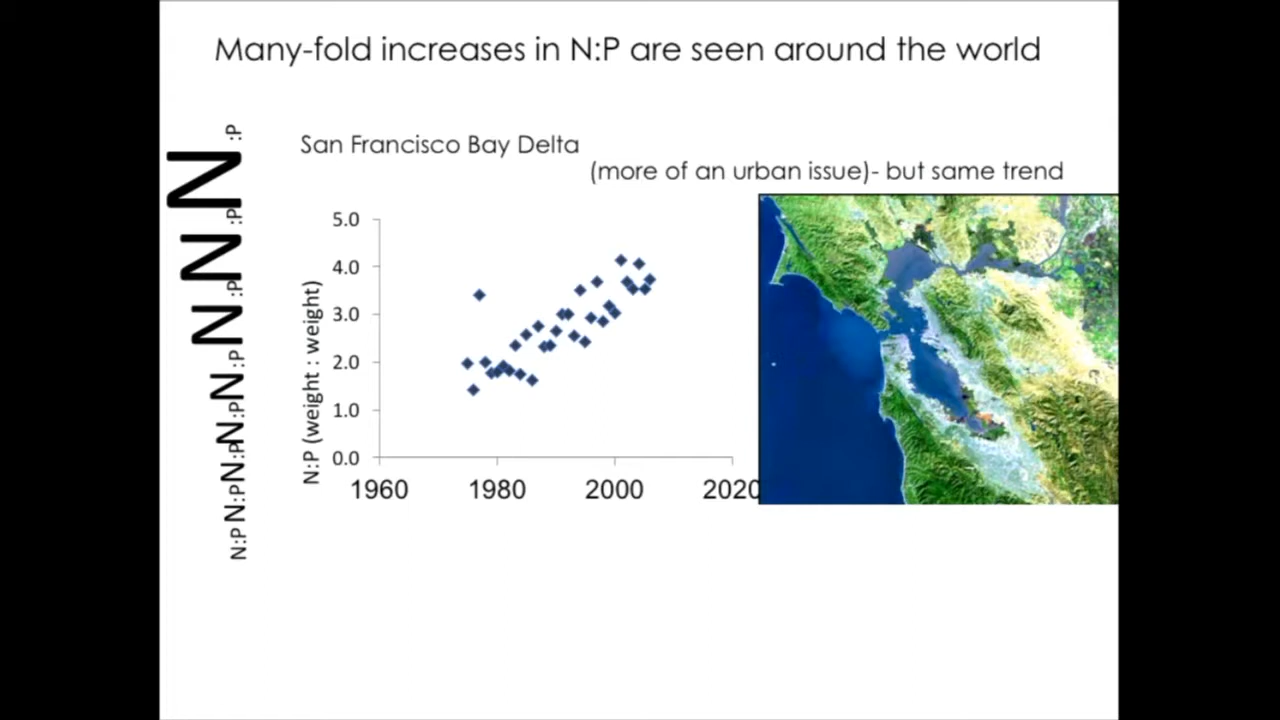 Many-fold increases in N:P are seen around the world
San Francisco Bay Delta
(more of an urban issue)- but same trend
N:P N:P N:P N:P N:P N:P N:P N:P
N:P (weight : weight)
5.0
4.0
3.0
2.0
1.0
0.0
1960 1980 2000 2020